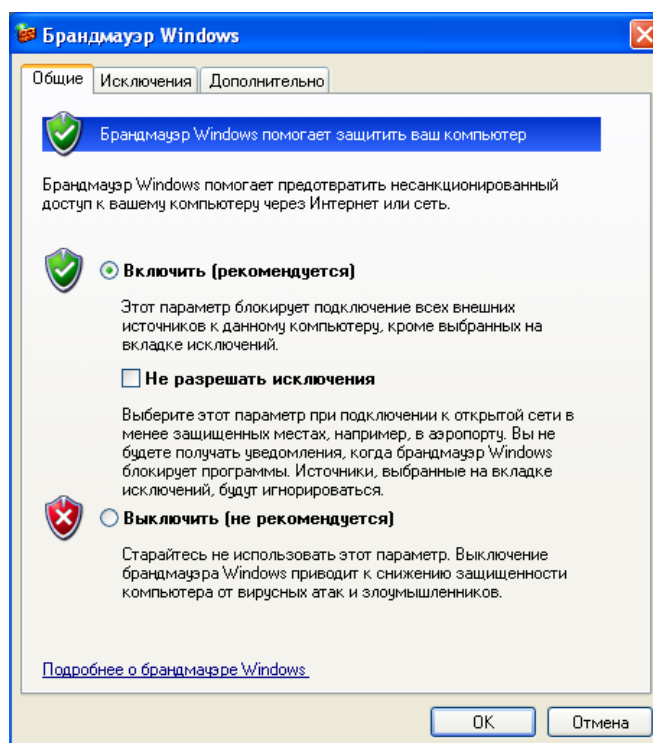 Брандмауэр Windows
Общие
Исключения
Дополнительно
Брандмауэр Windows помогает защитить ваш компьютер
Брандмауэр Windows помогает предотвратить несанкционированный
доступ к вашему компьютеру через Интернет или сеть.
Включить (рекомендуется)
Этот параметр блокирует подключение всех внешних
источников к данному компьютеру, кроме выбранных на
вкладке исключений.
Не разрешать исключения
Выберите этот параметр при подключении к открытой сети в
менее защищенных местах, например, в аэропорту. Вы не
будете получать уведомления, когда брандмауэр Windows
блокирует программы. Источники, выбранные на вкладке
исключений, будут игнорироваться.
Выключить (не рекомендуется)
Старайтесь не использовать этот параметр. Выключение
брандмауэра Windows приводит к снижению защищенности
компьютера от вирусных атак и злоумышленников.
Подробнее о брандмауэре Windows
OK
Отмена